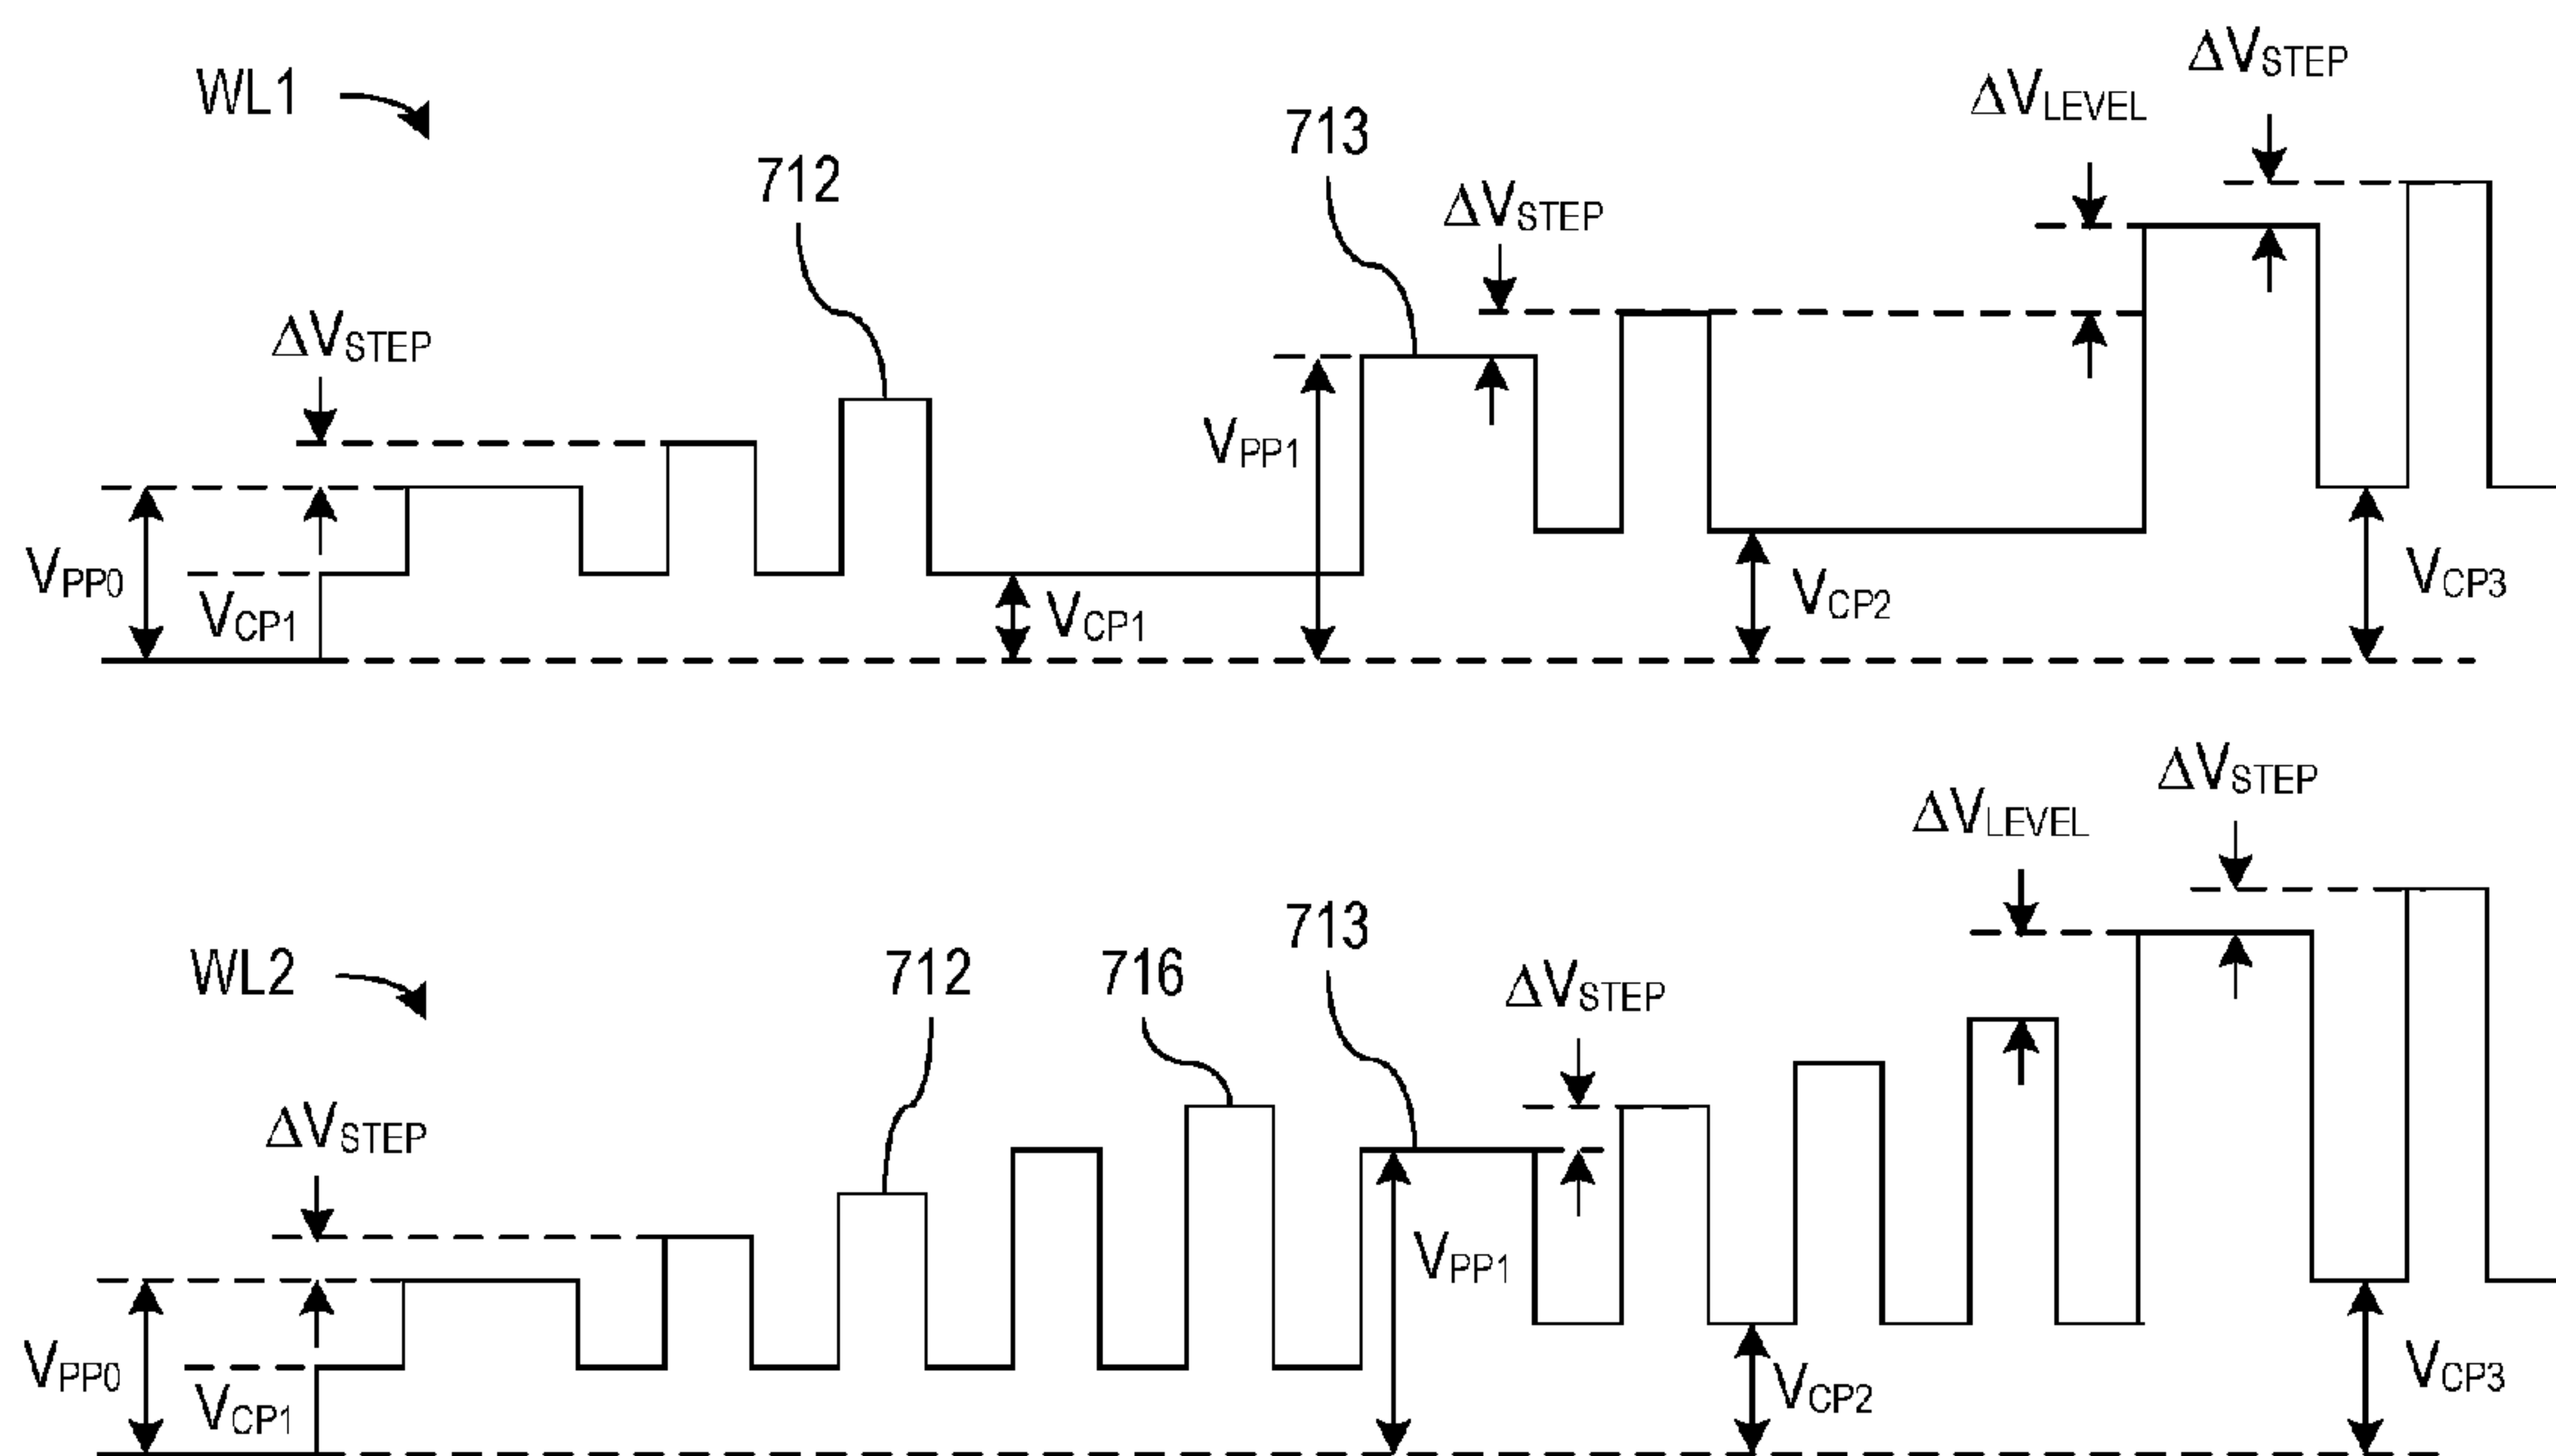 WL1
712
713
ΔVSTEP
ΔVLEVEL
ΔVSTEP
ΔVSTEP
VPP1
VPP0
VCP1
VCP1
VCP2
VCP3
WL2
712
716
713
ΔVSTEP
ΔVLEVEL
ΔVSTEP
ΔVSTEP
VPP1
VPP0
VCP1
VCP2
VCP3